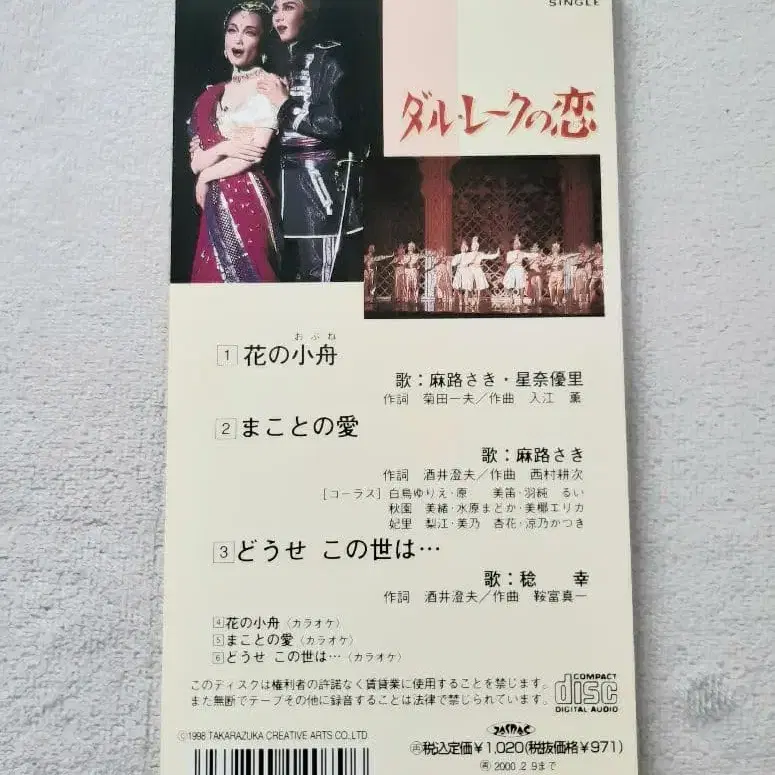 SINGLE
ダル・レークの恋
おぶね
1 花の小舟
歌：麻路さき・星奈優里
作詞 菊田一夫／作曲 入江 薫
2 まことの愛
歌：麻路さき
作詞 酒井澄夫／作曲 西村耕次
［コーラス］白鳥ゆりえ・原 美笛・羽純 るい
秋園 美緒・水原まどか・美椰エリカ
妃里 梨江・美乃 杏花・涼乃かつき
3 どうせ この世は…
歌：稔 幸
作詞 酒井澄夫／作曲 鞍富真一
4 花の小舟〈カラオケ〉
5 まことの愛〈カラオケ〉
6 どうせ この世は…〈カラオケ〉
このディスクは権利者の許諾なく賃貸業に使用することを禁じます。
また無断でテープその他に録音することは法律で禁じられています。
COMPACT
disc
DIGITAL AUDIO
©1998 TAKARAZUKA CREATIVE ARTS CO.,LTD.
JASRAC
㋐税込定価￥1,020(税抜価格￥971)
㋐2000.2.9まで